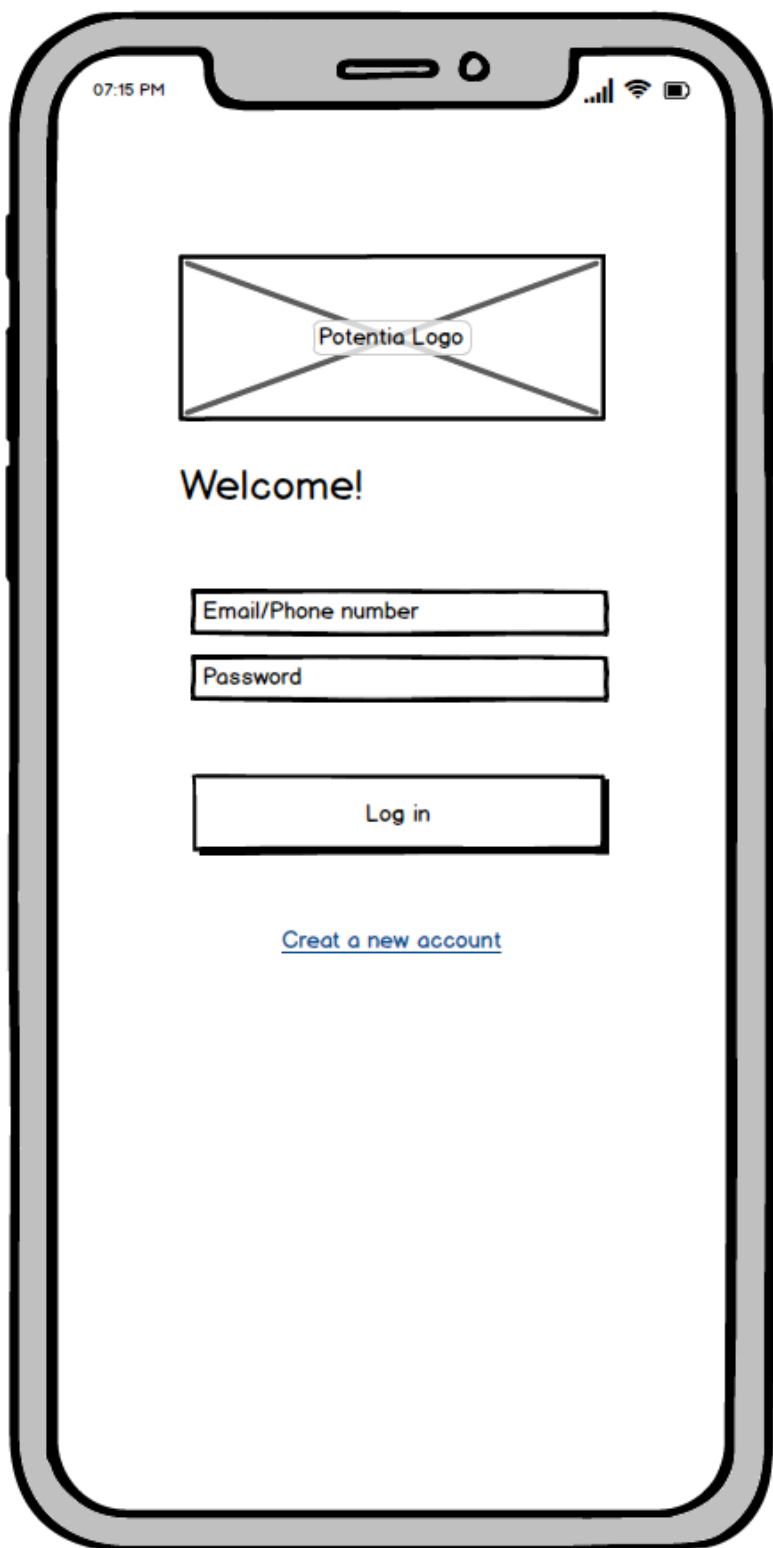 07:15 PM
Potentia Logo
Welcome!
Email/Phone number
Password
Log in
Creat a new account